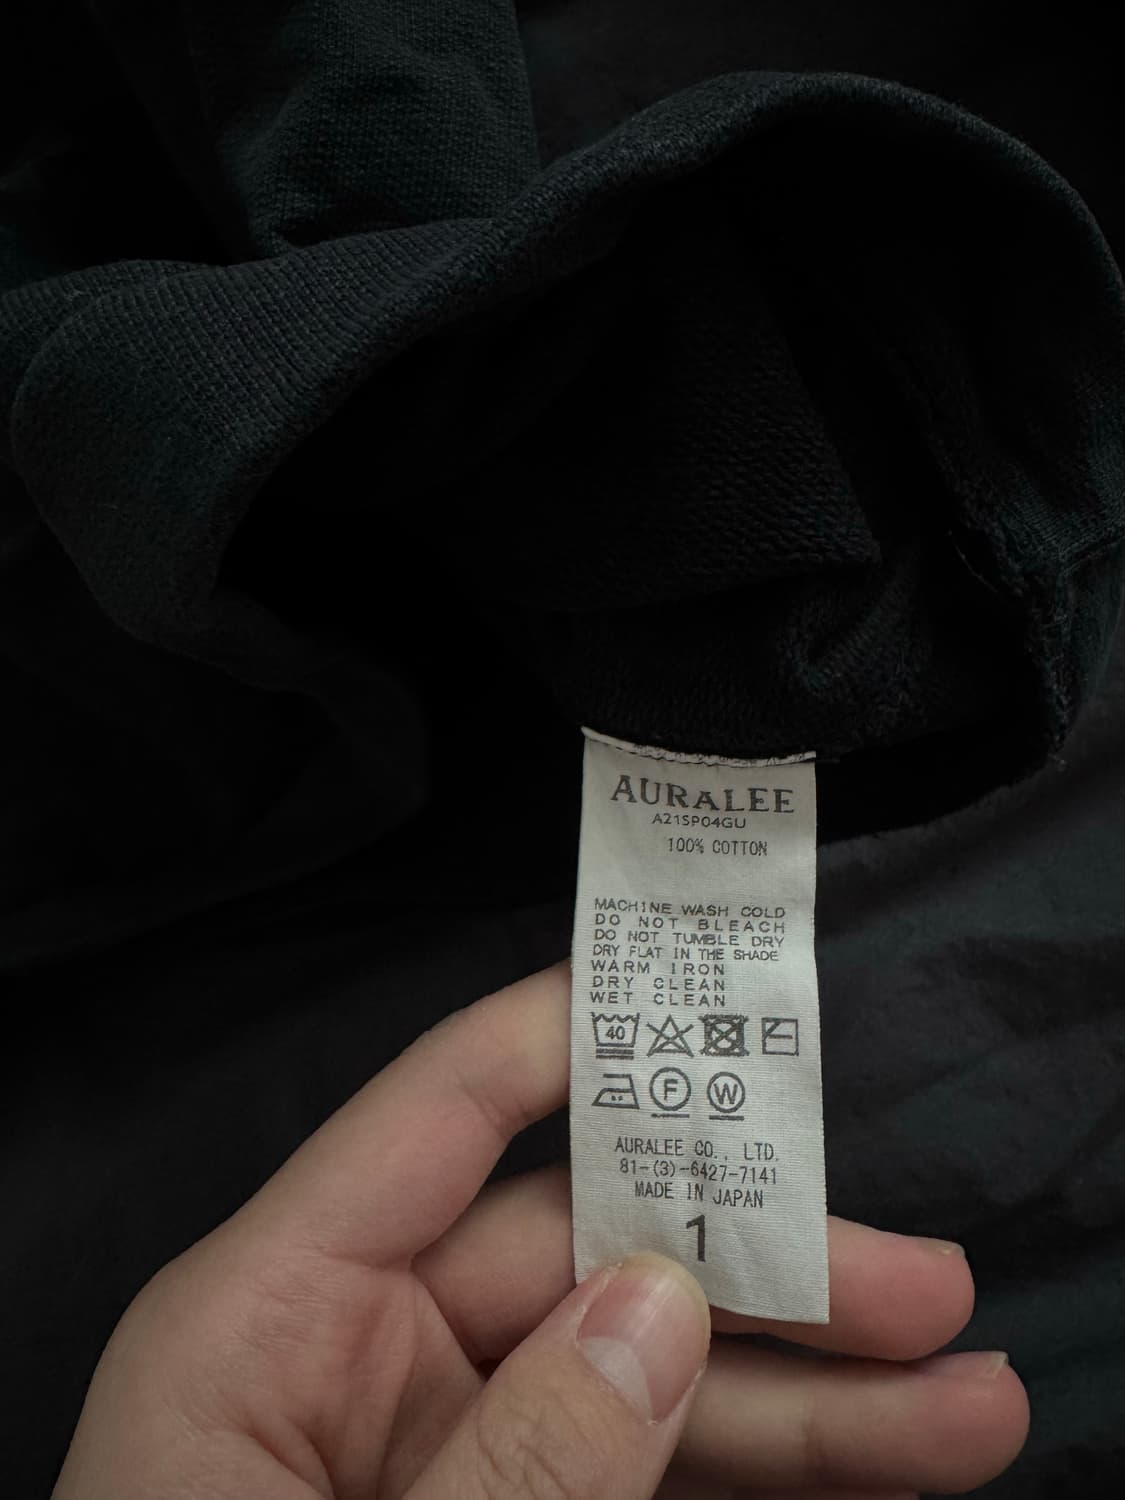 AURALEE
A21SP04GU
100% COTTON
MACHINE WASH COLD
DO NOT BLEACH
DO NOT TUMBLE DRY
DRY FLAT IN THE SHADE
WARM IRON
DRY CLEAN
WET CLEAN
40
F W
AURALEE CO., LTD.
81-(3)-6427-7141
MADE IN JAPAN
1